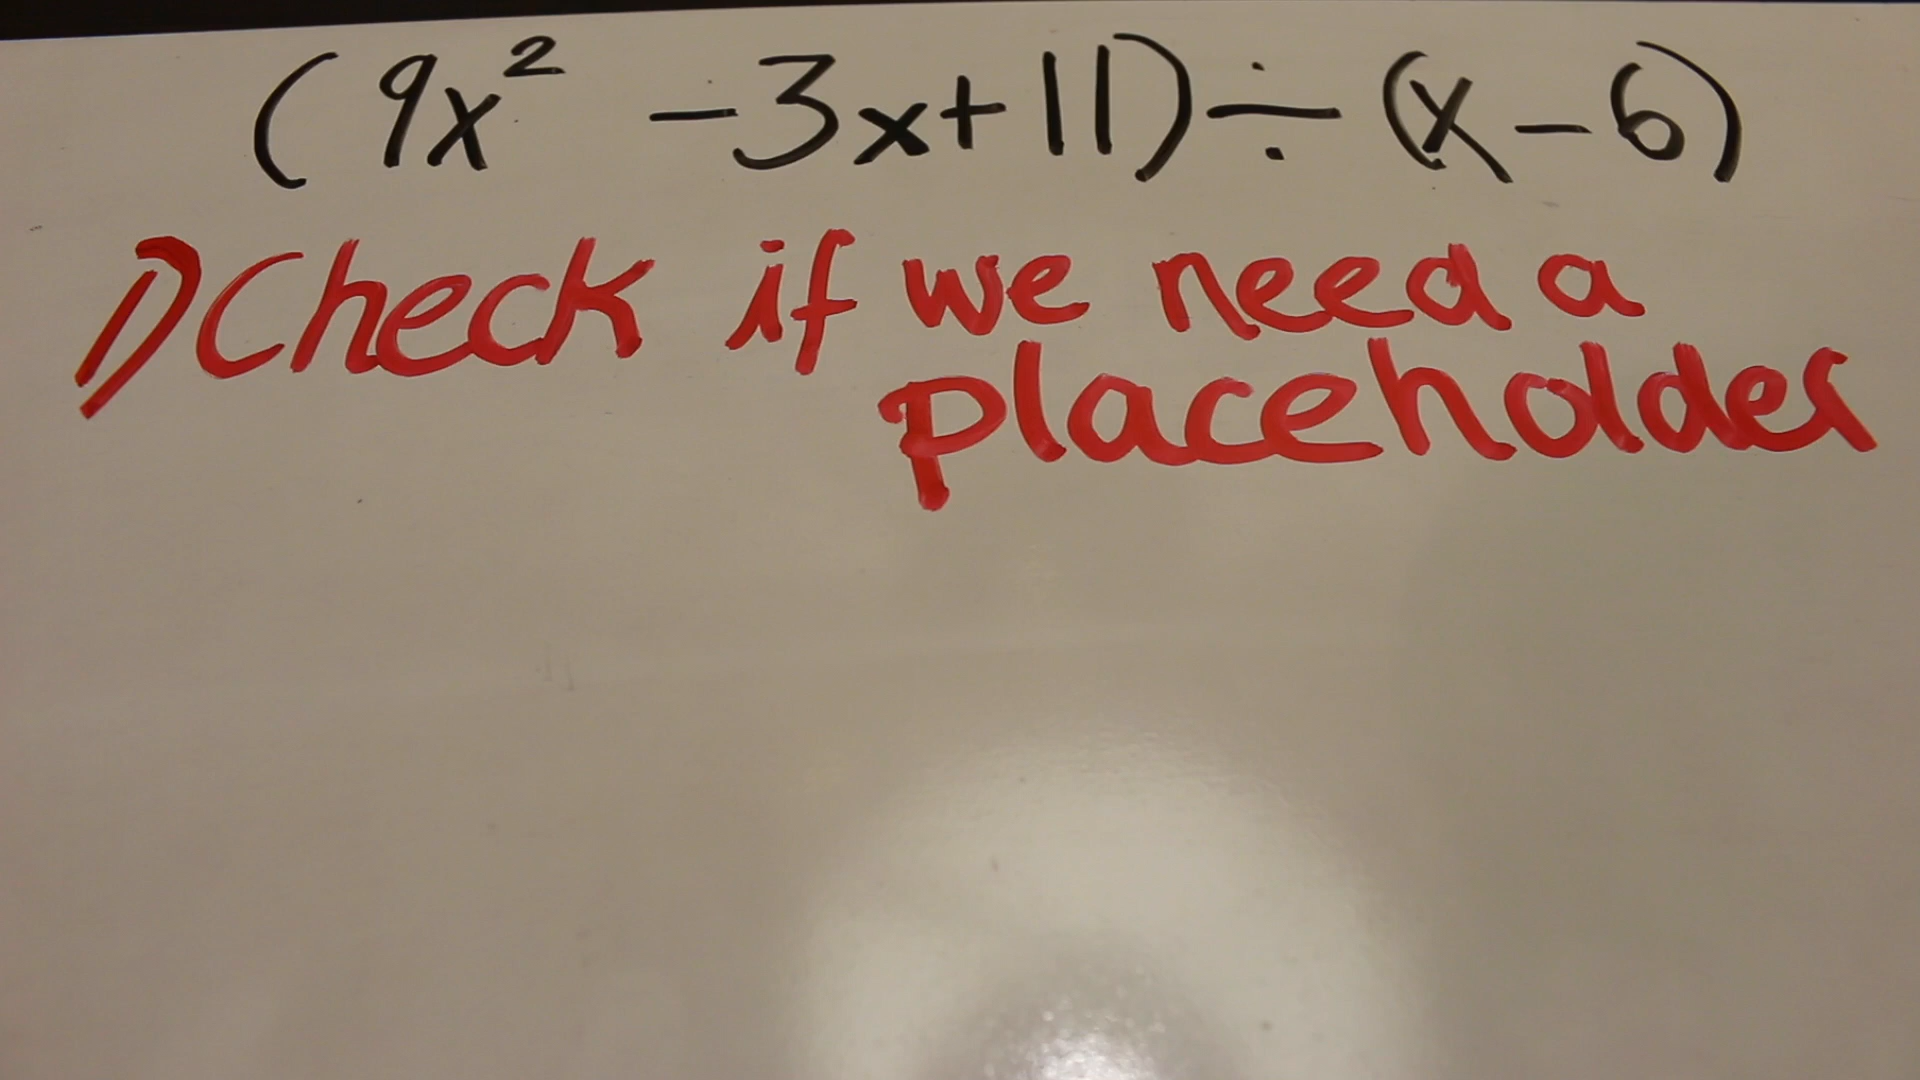 (9x² -3x+11)÷(x-6)
1) Check if we need a
placeholder